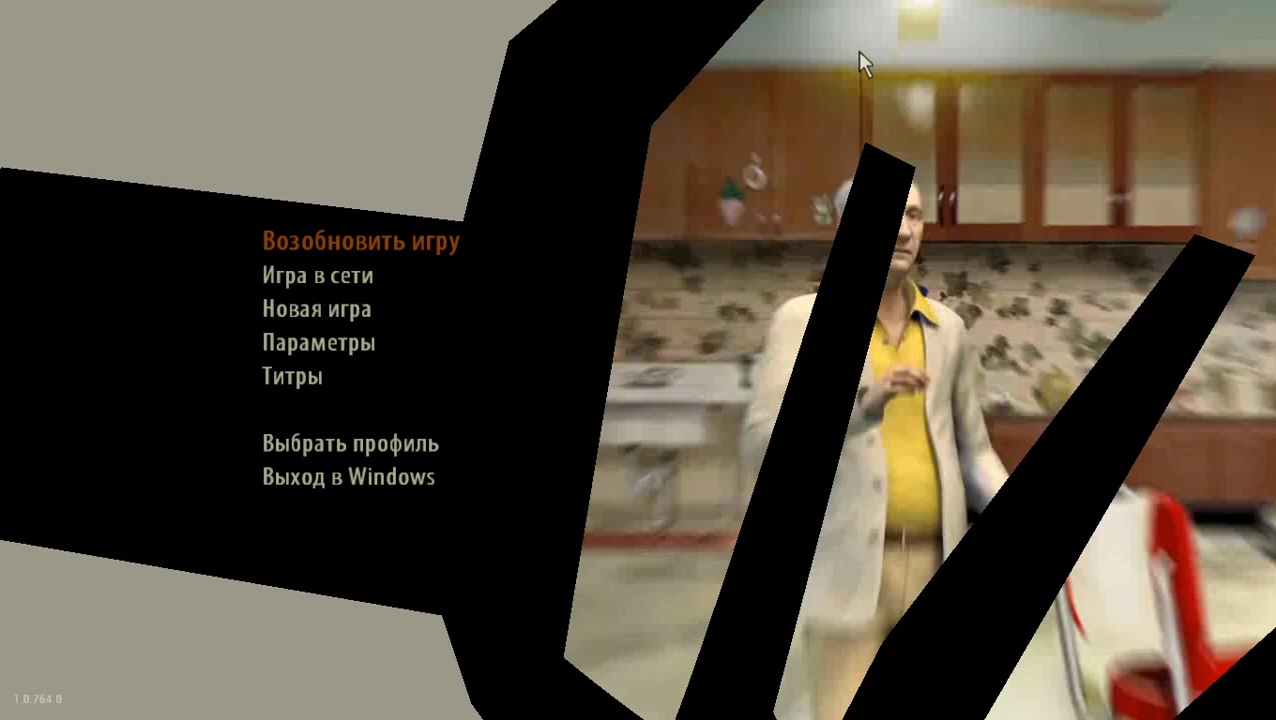 Возобновить игру
Игра в сети
Новая игра
Параметры
Титры
Выбрать профиль
Выход в Windows
1.0.764.0